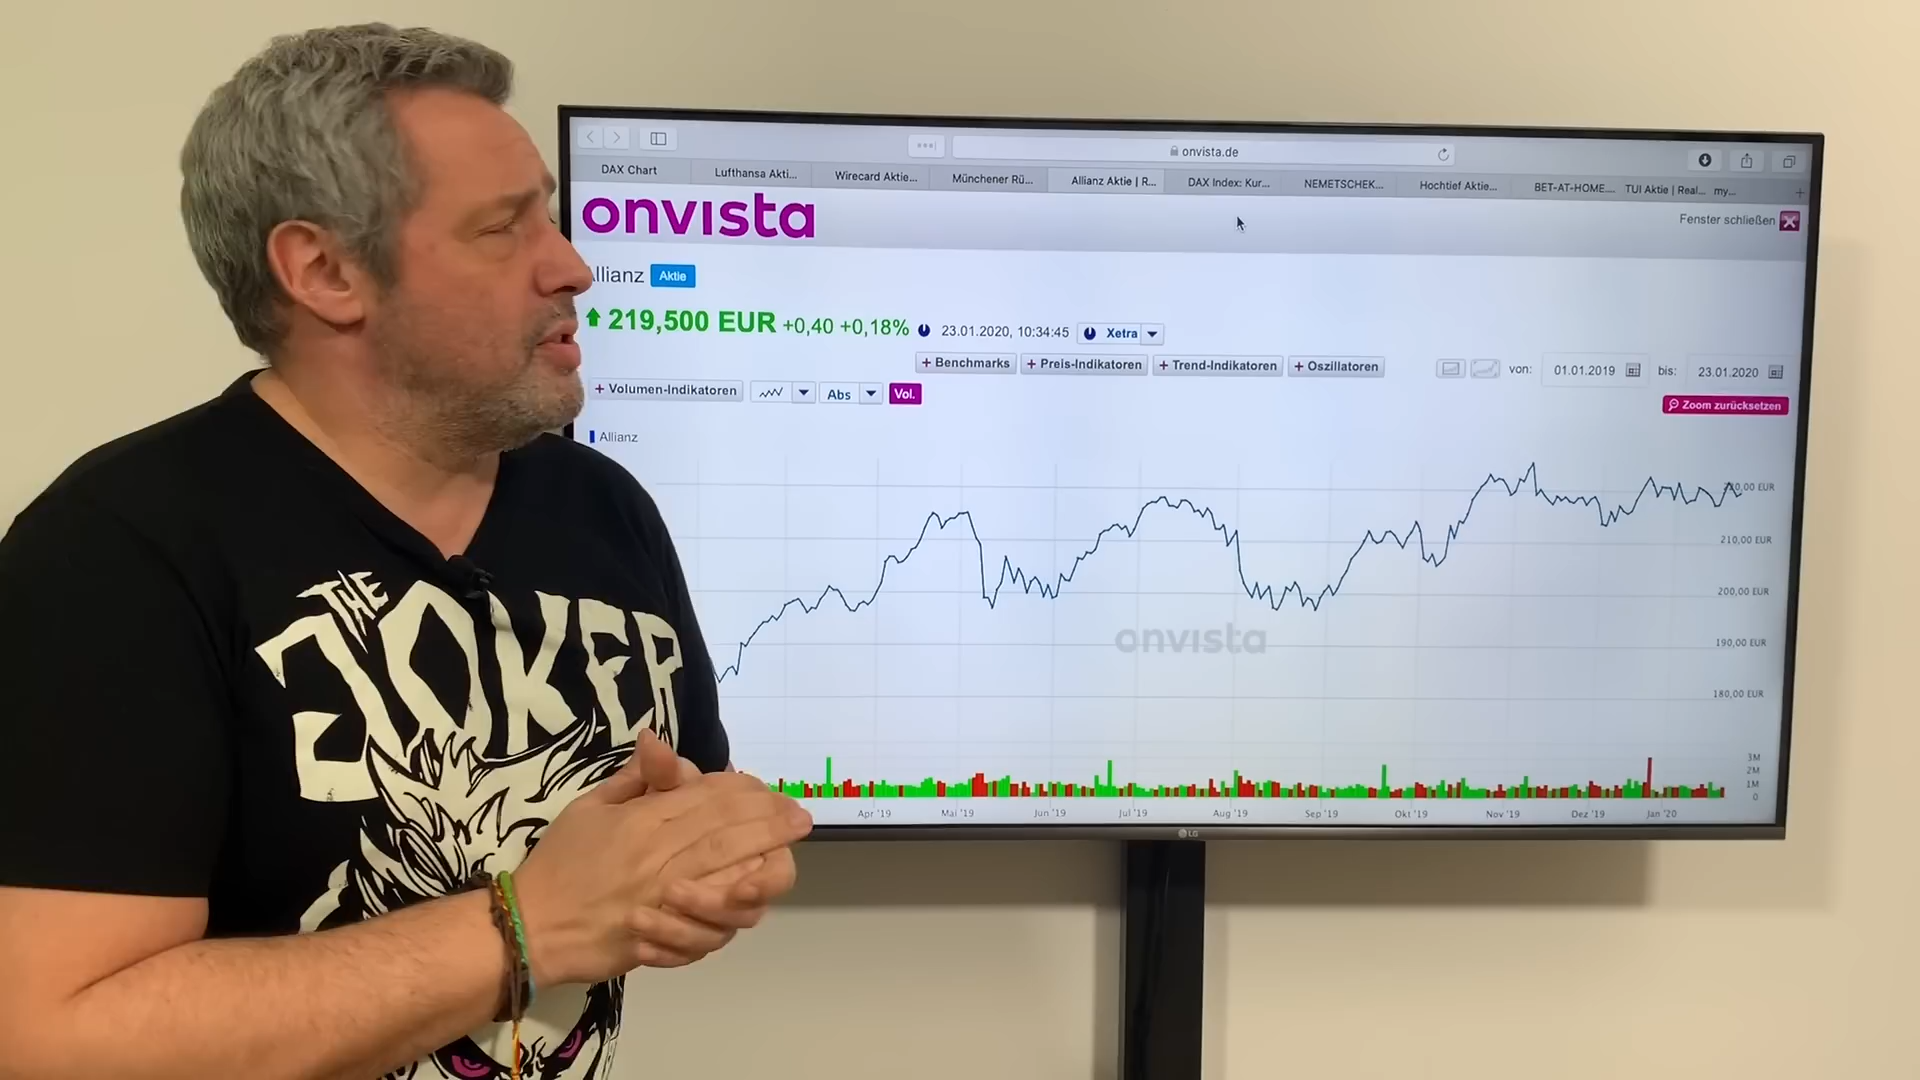 onvista.de
DAX Chart
Lufthansa Akti...
Wirecard Aktie...
Münchener Rü...
Allianz Aktie | R...
DAX Index: Kur...
NEMETSCHEK...
Hochtief Aktie...
BET-AT-HOME...
TUI Aktie | Real...
my...
onvista
Fenster schließen
llianz Aktie
219,500 EUR +0,40 +0,18% 23.01.2020, 10:34:45 Xetra
+ Benchmarks + Preis-Indikatoren + Trend-Indikatoren + Oszillatoren von: 01.01.2019 bis: 23.01.2020
+ Volumen-Indikatoren Abs Vol. Zoom zurücksetzen
Allianz
220,00 EUR
210,00 EUR
200,00 EUR
190,00 EUR
180,00 EUR
onvista
3M
2M
1M
0
Apr '19 Mai '19 Jun '19 Jul '19 Aug '19 Sep '19 Okt '19 Nov '19 Dez '19 Jan '20
LG
THE
JOKER